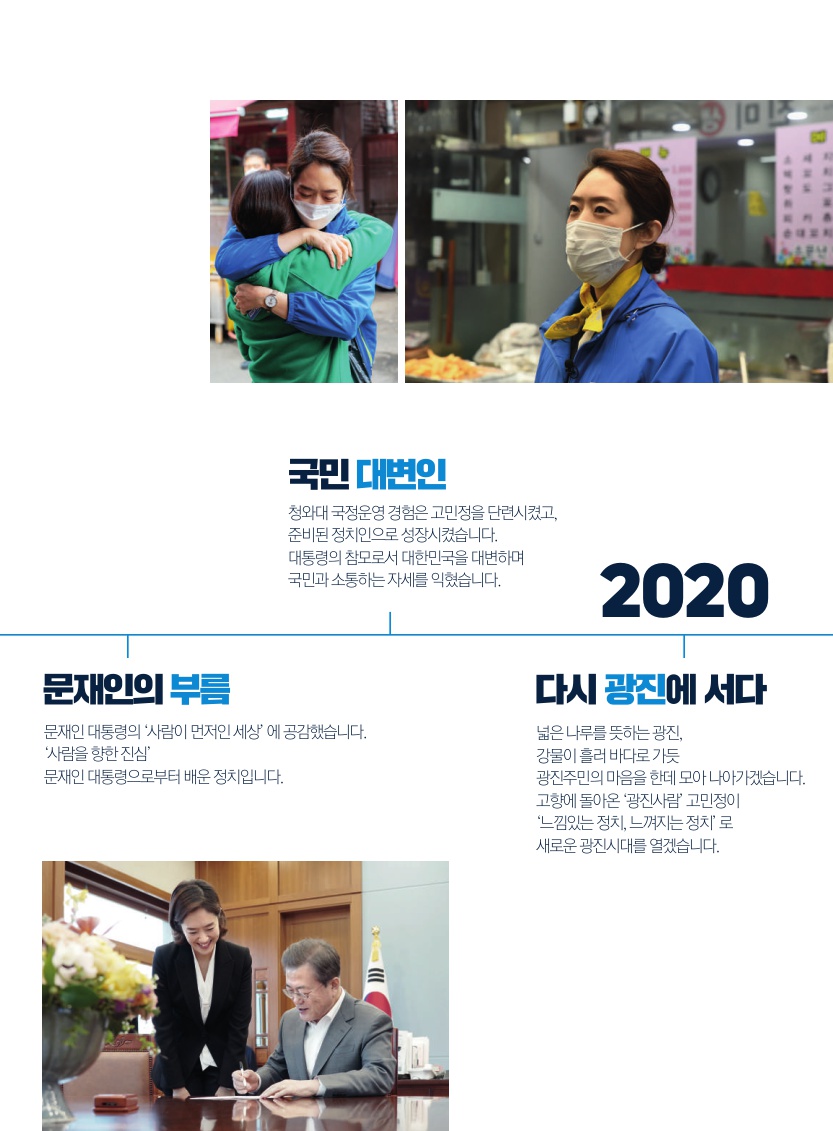 메뉴
국민 대변인
청와대 국정운영 경험은 고민정을 단련시켰고,
준비된 정치인으로 성장시켰습니다.
대통령의 참모로서 대한민국을 대변하며
국민과 소통하는 자세를 익혔습니다.
2020
문재인의 부름
문재인 대통령의 ‘사람이 먼저인 세상’ 에 공감했습니다.
‘사람을 향한 진심’
문재인 대통령으로부터 배운 정치입니다.
다시 광진에 서다
넓은 나루를 뜻하는 광진,
강물이 흘러 바다로 가듯
광진주민의 마음을 한데 모아 나아가겠습니다.
고향에 돌아온 ‘광진사람’ 고민정이
‘느낌있는 정치, 느껴지는 정치’ 로
새로운 광진시대를 열겠습니다.